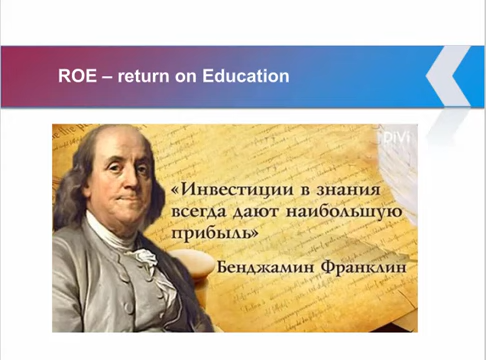 ROE – return on Education
DiVi
«Инвестиции в знания
всегда дают наибольшую
прибыль»
Бенджамин Франклин